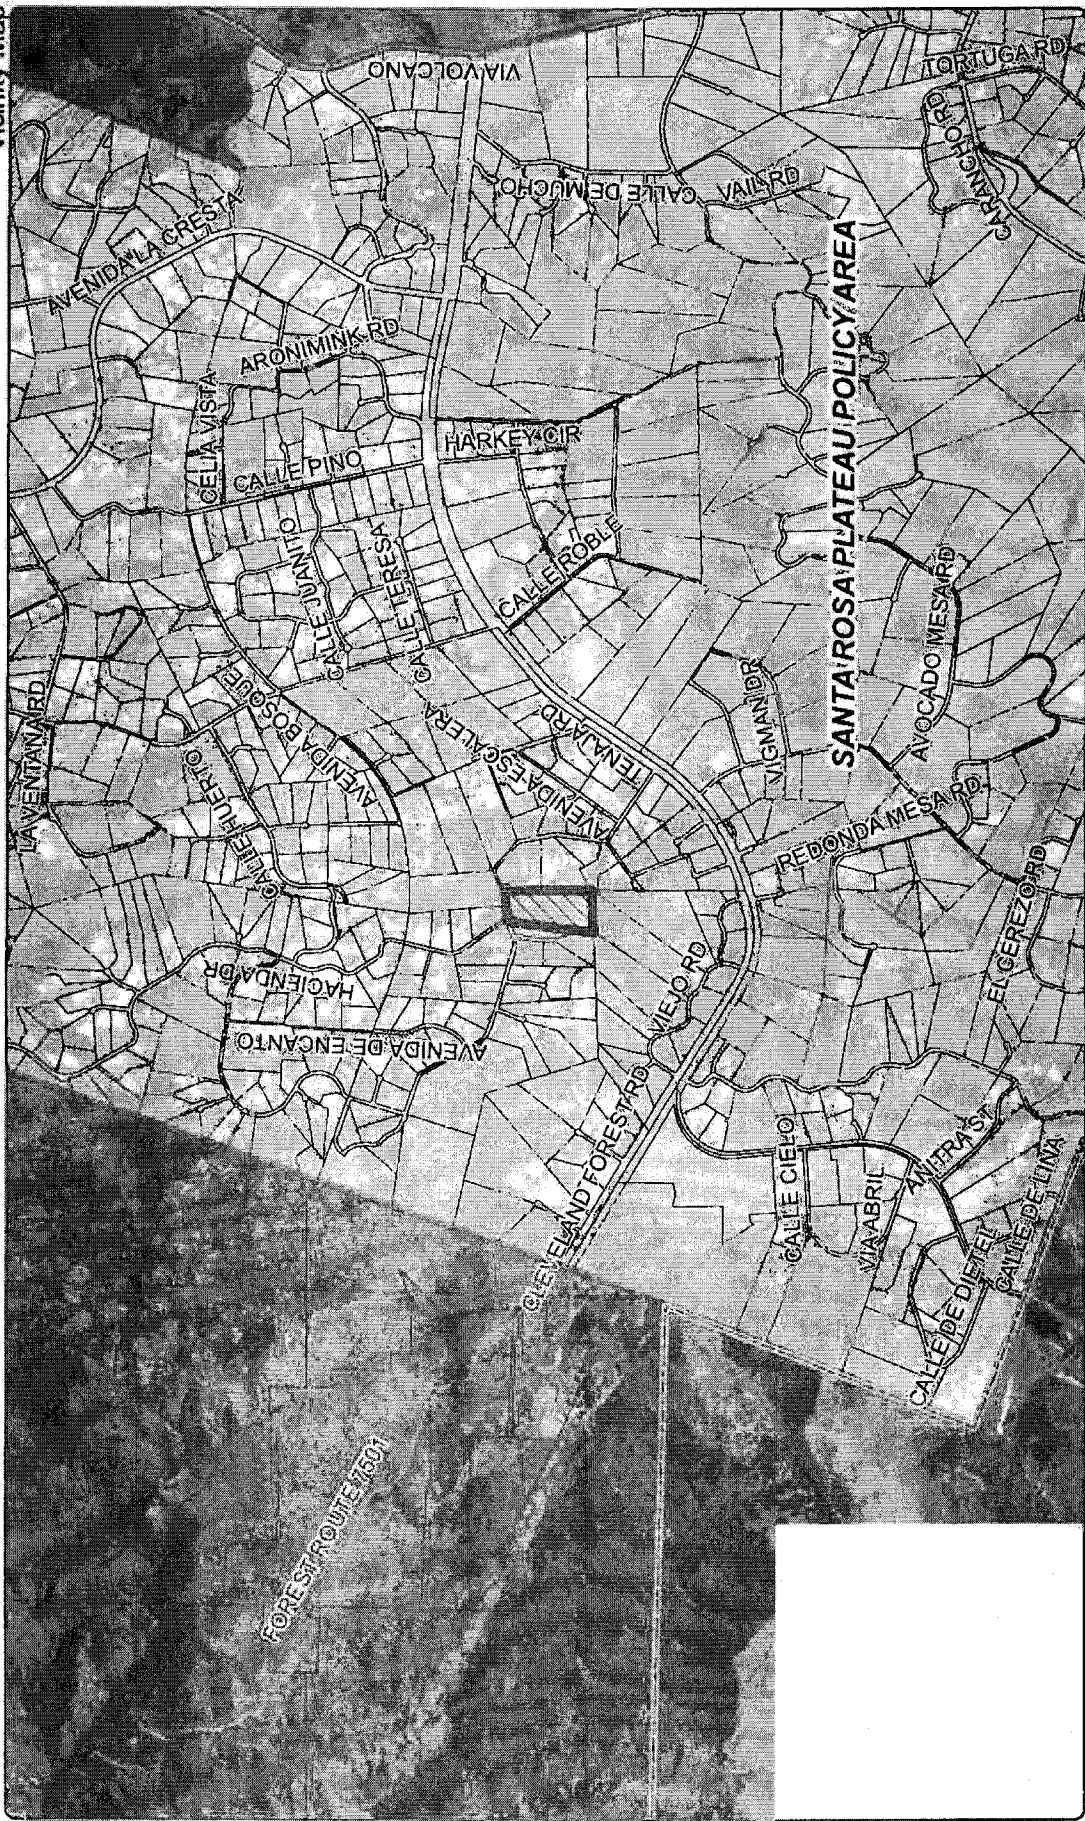 Vicinity Map
VIA VOLCANO
TORTUGA RD
CARANCHO RD
AVENIDA LA CRESTA
CALLE DE MUCHO
VAIL RD
SANTA ROSA PLATEAU POLICY AREA
ARONIMINK RD
CELIA VISTA
HARKEY CIR
CALLE PINO
CALLE JUANITO
CALLE TERESA
CALLE ROBLE
LA VENTANA RD
AVENIDA BOSQUE
AVENIDA ESCALERA
TENAJA RD
VIGMAN DR
AVOCADO MESA RD
CALLE HUERTO
REDONDA MESA RD
EL GEREZO RD
HACIENDA DR
VIEJO RD
AVENIDA DE ENCANTO
CLEVELAND FOREST RD
CALLE CIELO
VIA ABRIL
ANITRA ST
CALLE DE LINA
CALLE DE DIETEL
FOREST ROUTE 7S01